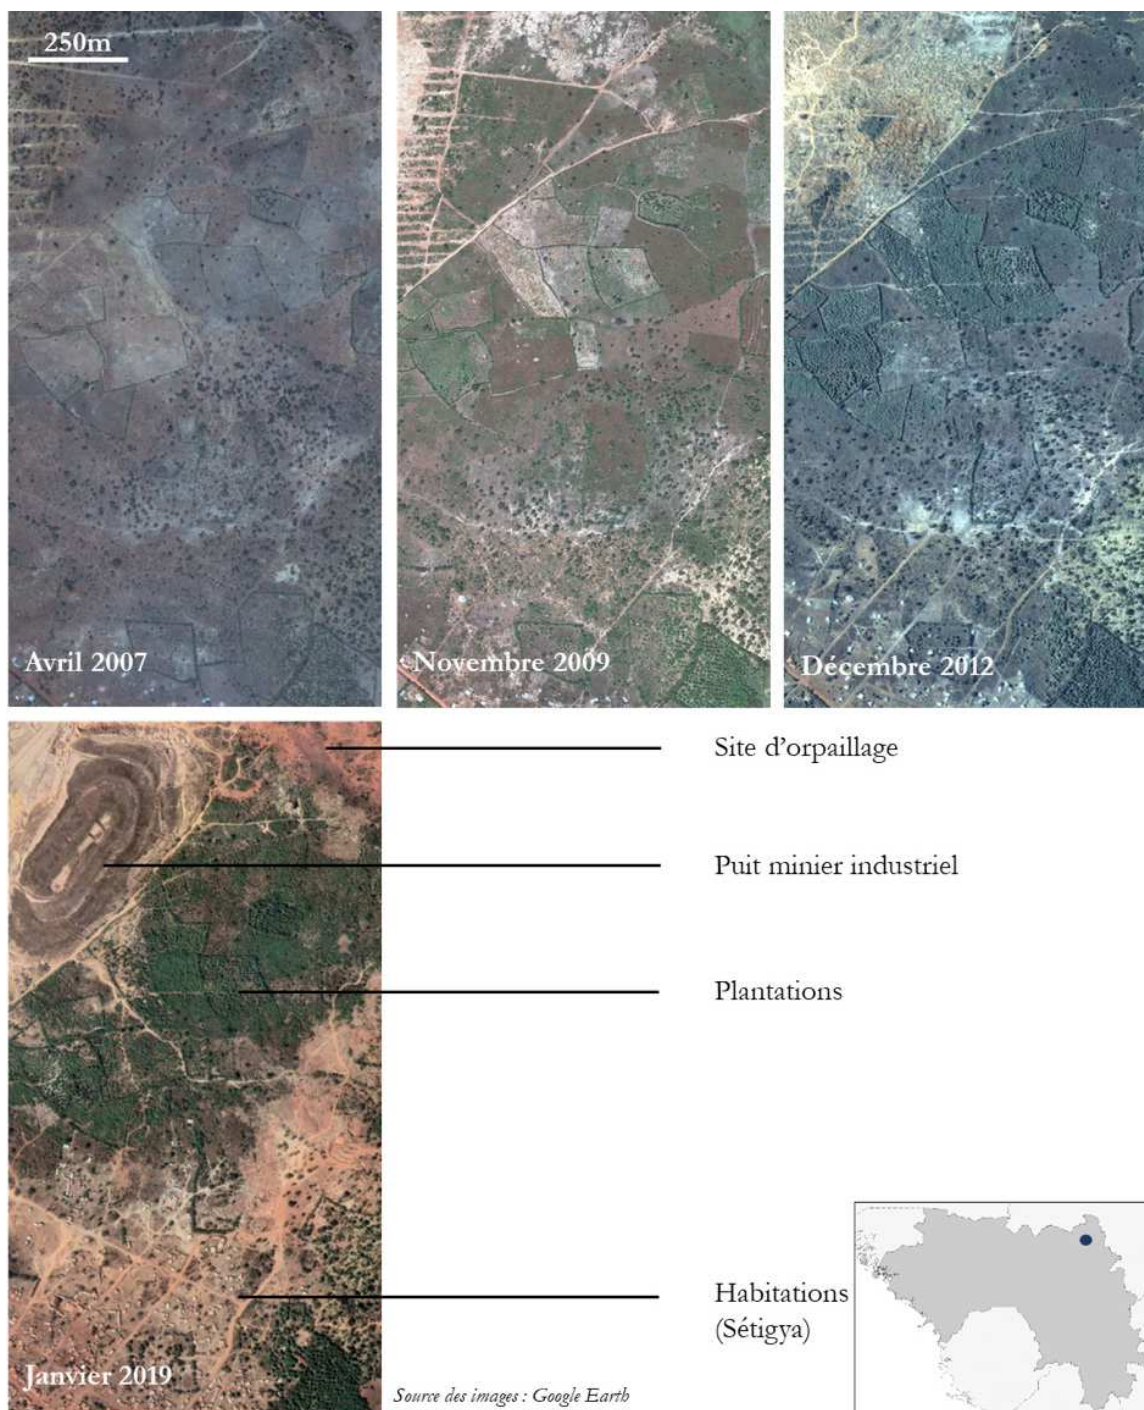 250m
Avril 2007
Novembre 2009
Décembre 2012
Site d'orpaillage
Puit minier industriel
Plantations
Habitations
(Sétigya)
Janvier 2019
Source des images : Google Earth